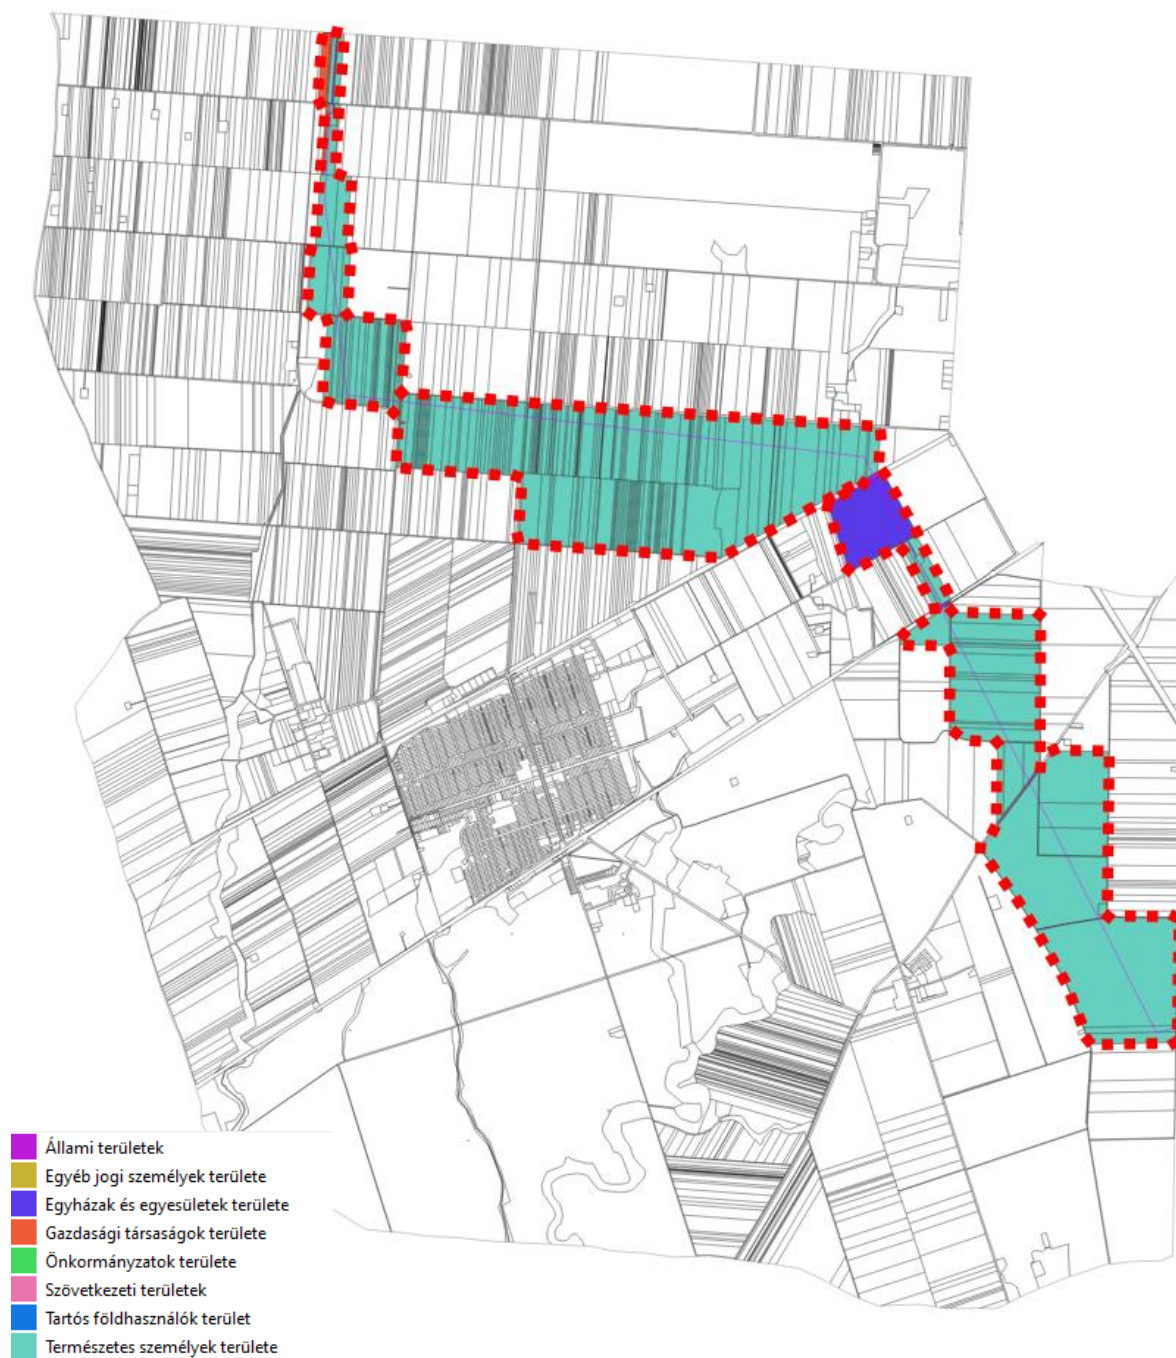 Állami területek
Egyéb jogi személyek területe
Egyházak és egyesületek területe
Gazdasági társaságok területe
Önkormányzatok területe
Szövetkezeti területek
Tartós földhasználók terület
Természetes személyek területe